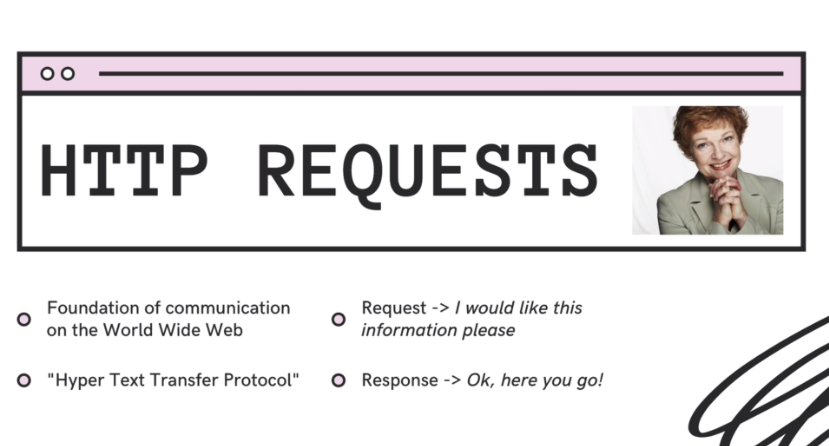 HTTP REQUESTS
Foundation of communication
on the World Wide Web
"Hyper Text Transfer Protocol"
Request -> I would like this
information please
Response -> Ok, here you go!